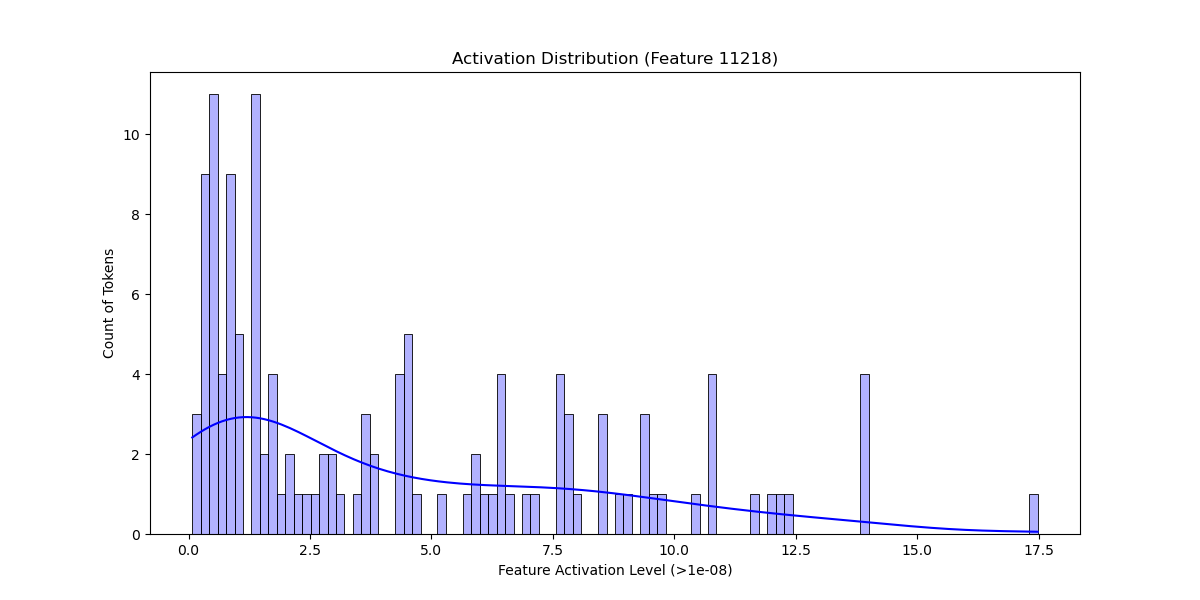 Activation Distribution (Feature 11218)
Count of Tokens
10
8
6
4
2
0
0.0 2.5 5.0 7.5 10.0 12.5 15.0 17.5
Feature Activation Level (>1e-08)